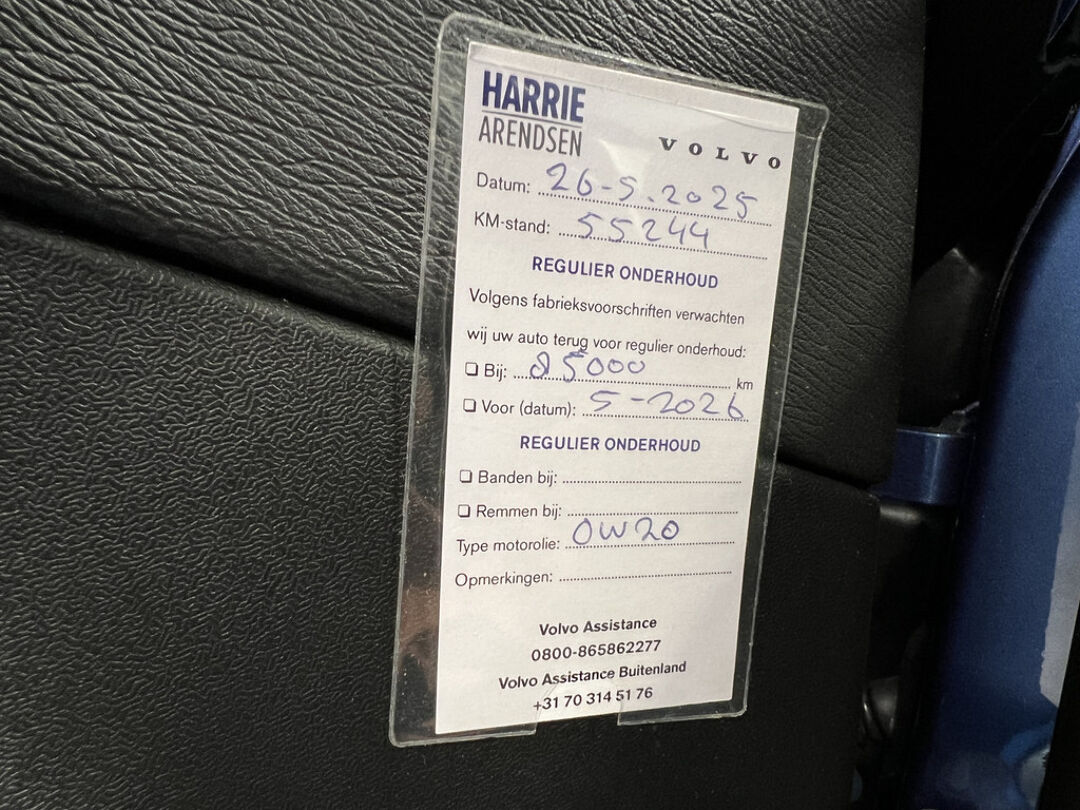 HARRIE
ARENDSEN
VOLVO
Datum: 26-5.2025
KM-stand: 55244
REGULIER ONDERHOUD
Volgens fabrieksvoorschriften verwachten
wij uw auto terug voor regulier onderhoud:
Bij: 85000 km
Voor (datum): 5-2026
REGULIER ONDERHOUD
Banden bij:
Remmen bij:
Type motorolie: 0W20
Opmerkingen:
Volvo Assistance
0800-865862277
Volvo Assistance Buitenland
+31 70 314 51 76